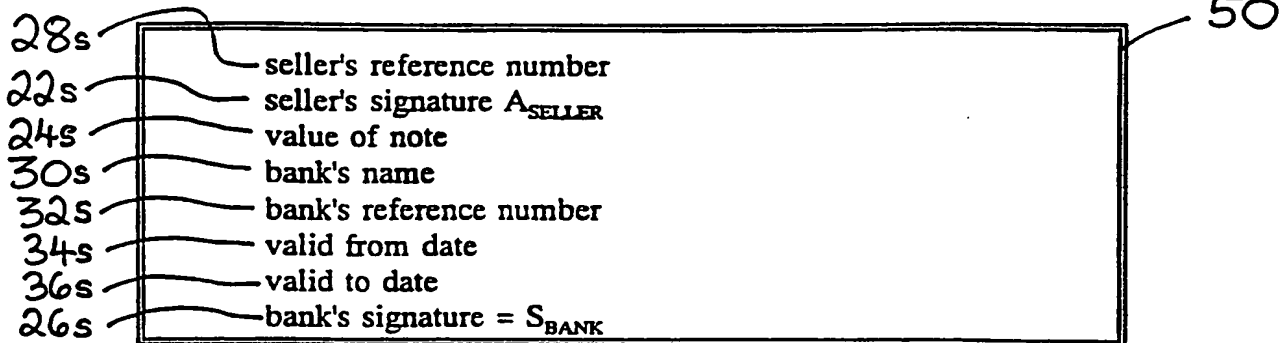 50
28s seller's reference number
22s seller's signature A_SELLER
24s value of note
30s bank's name
32s bank's reference number
34s valid from date
36s valid to date
26s bank's signature = S_BANK